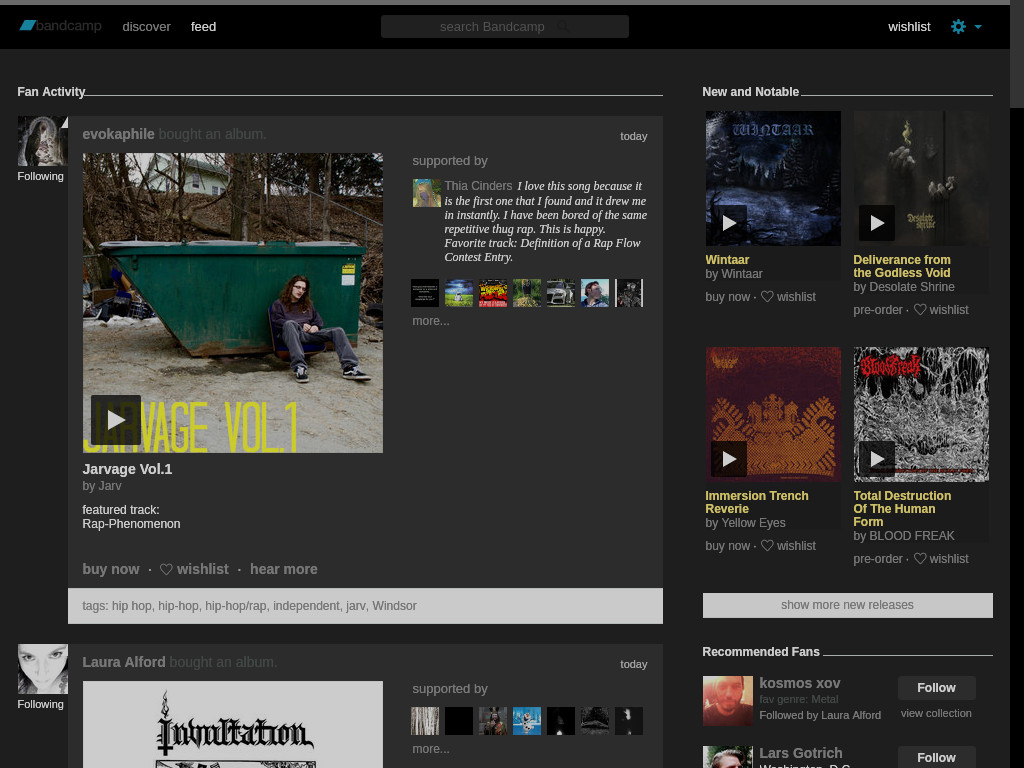 bandcamp discover feed search Bandcamp wishlist
Fan Activity
Following
evokaphile bought an album.
today
JARVAGE VOL.1
Jarvage Vol.1
by Jarv
featured track:
Rap-Phenomenon
supported by
Thia Cinders I love this song because it
is the first one that I found and it drew me
in instantly. I have been bored of the same
repetitive thug rap. This is happy.
Favorite track: Definition of a Rap Flow
Contest Entry.
more...
buy now · wishlist · hear more
tags: hip hop, hip-hop, hip-hop/rap, independent, jarv, Windsor
Following
Laura Alford bought an album.
today
supported by
more...
New and Notable
WINTAAR
Wintaar
by Wintaar
buy now · wishlist
Desolate
shrine
Deliverance from
the Godless Void
by Desolate Shrine
pre-order · wishlist
Immersion Trench
Reverie
by Yellow Eyes
buy now · wishlist
BloodFreak
Total Destruction
Of The Human
Form
by BLOOD FREAK
pre-order · wishlist
show more new releases
Recommended Fans
kosmos xov
fav genre: Metal
Followed by Laura Alford
Follow
view collection
Lars Gotrich
Washington, D.C.
Follow